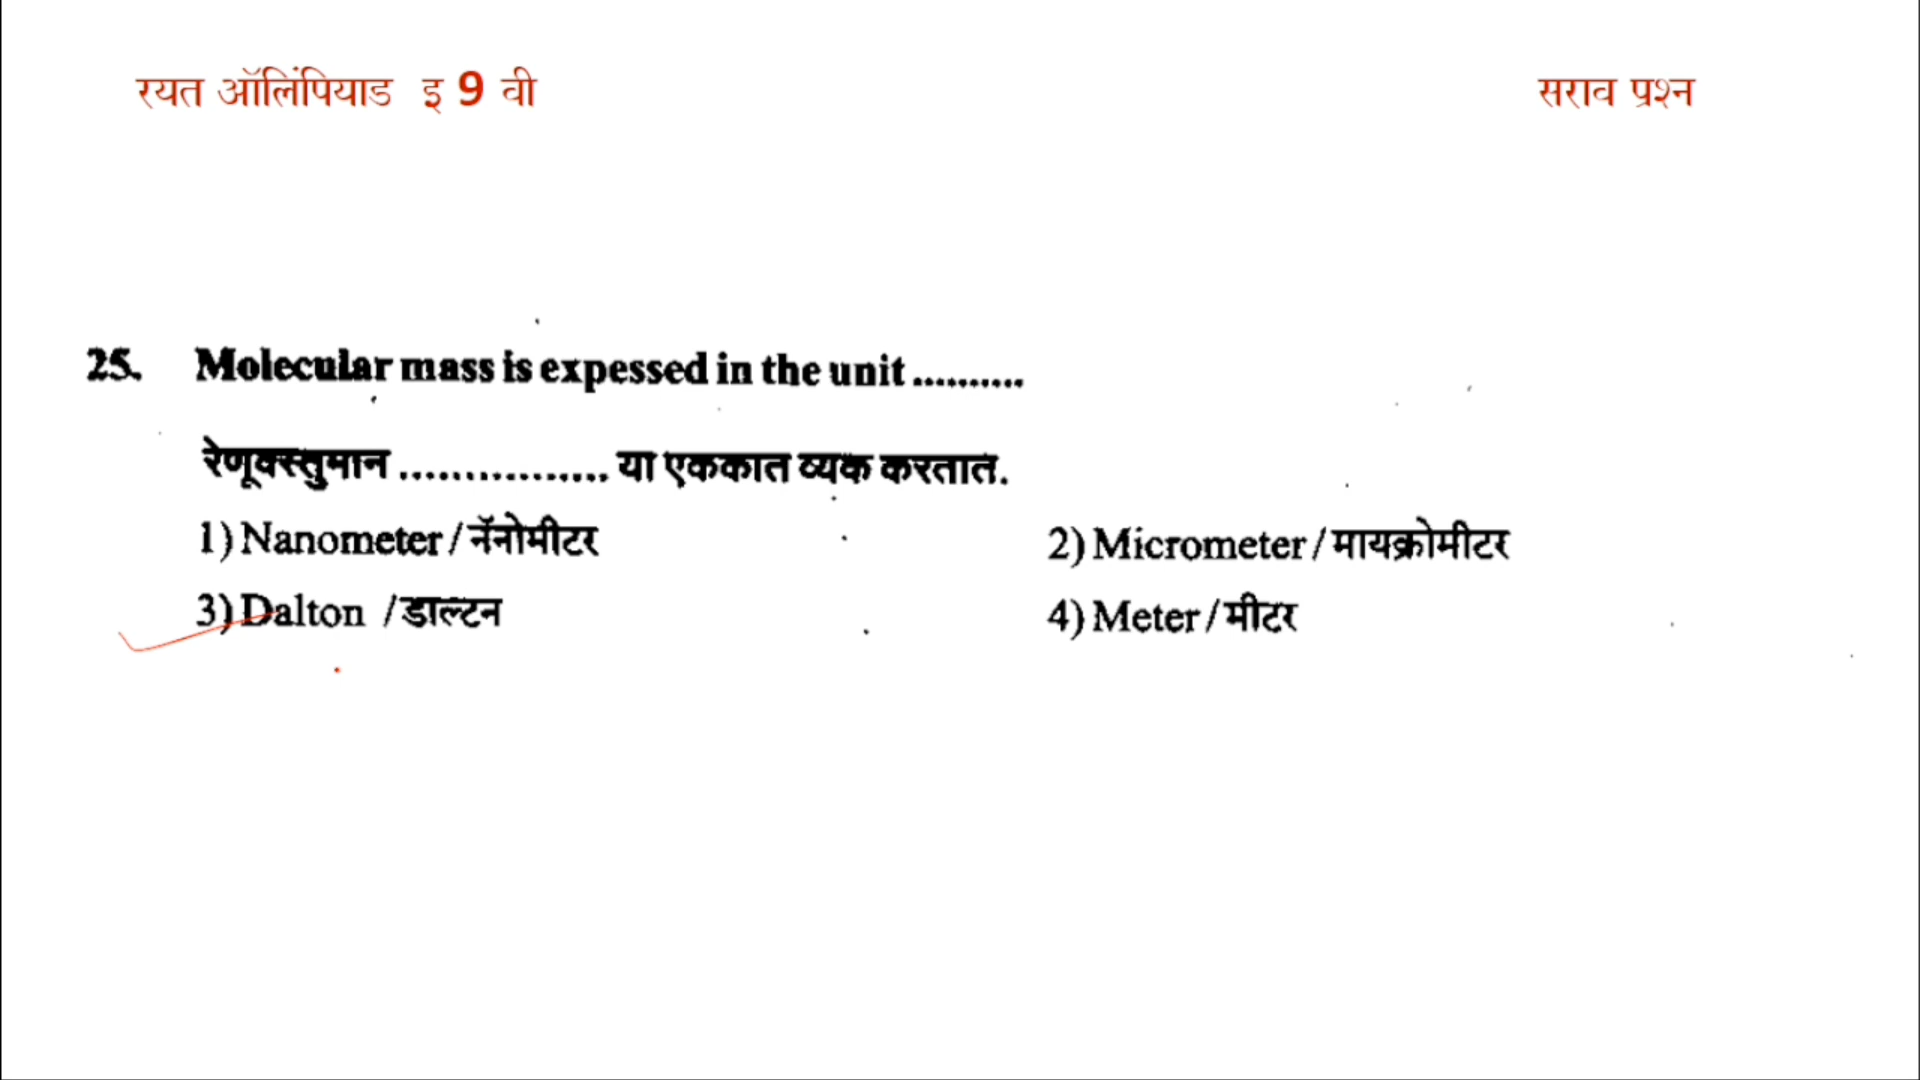 रयत ऑलिंपियाड इ 9 वी
सराव प्रश्न
25. Molecular mass is expessed in the unit ..........
रेणूवस्तुमान ................ या एककात व्यक करतात.
1) Nanometer / नॅनोमीटर
2) Micrometer / मायक्रोमीटर
3) Dalton / डाल्टन
4) Meter / मीटर